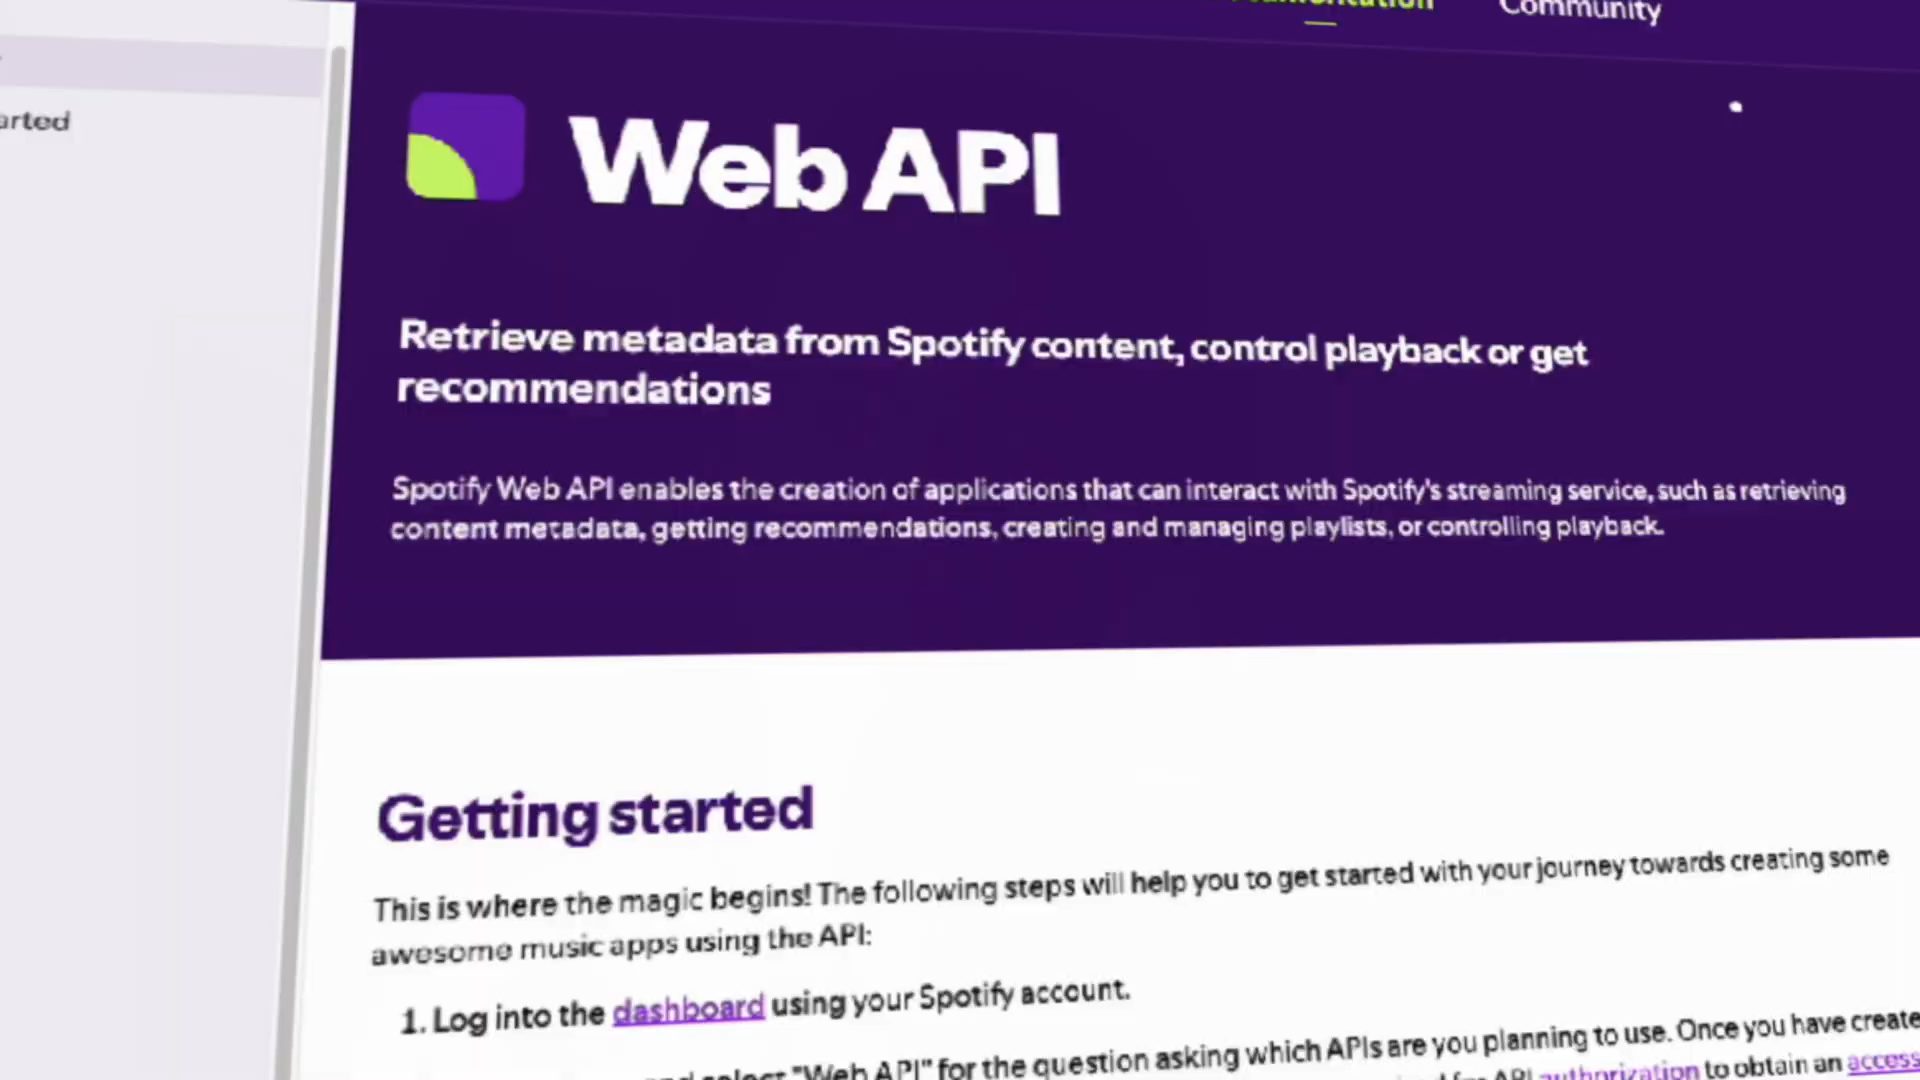 Community
arted
Web API
Retrieve metadata from Spotify content, control playback or get
recommendations
Spotify Web API enables the creation of applications that can interact with Spotify's streaming service, such as retrieving
content metadata, getting recommendations, creating and managing playlists, or controlling playback.
Getting started
This is where the magic begins! The following steps will help you to get started with your journey towards creating some
awesome music apps using the API:
1. Log into the dashboard using your Spotify account.
select "Web API" for the question asking which APIs are you planning to use. Once you have create
API authorization to obtain an access